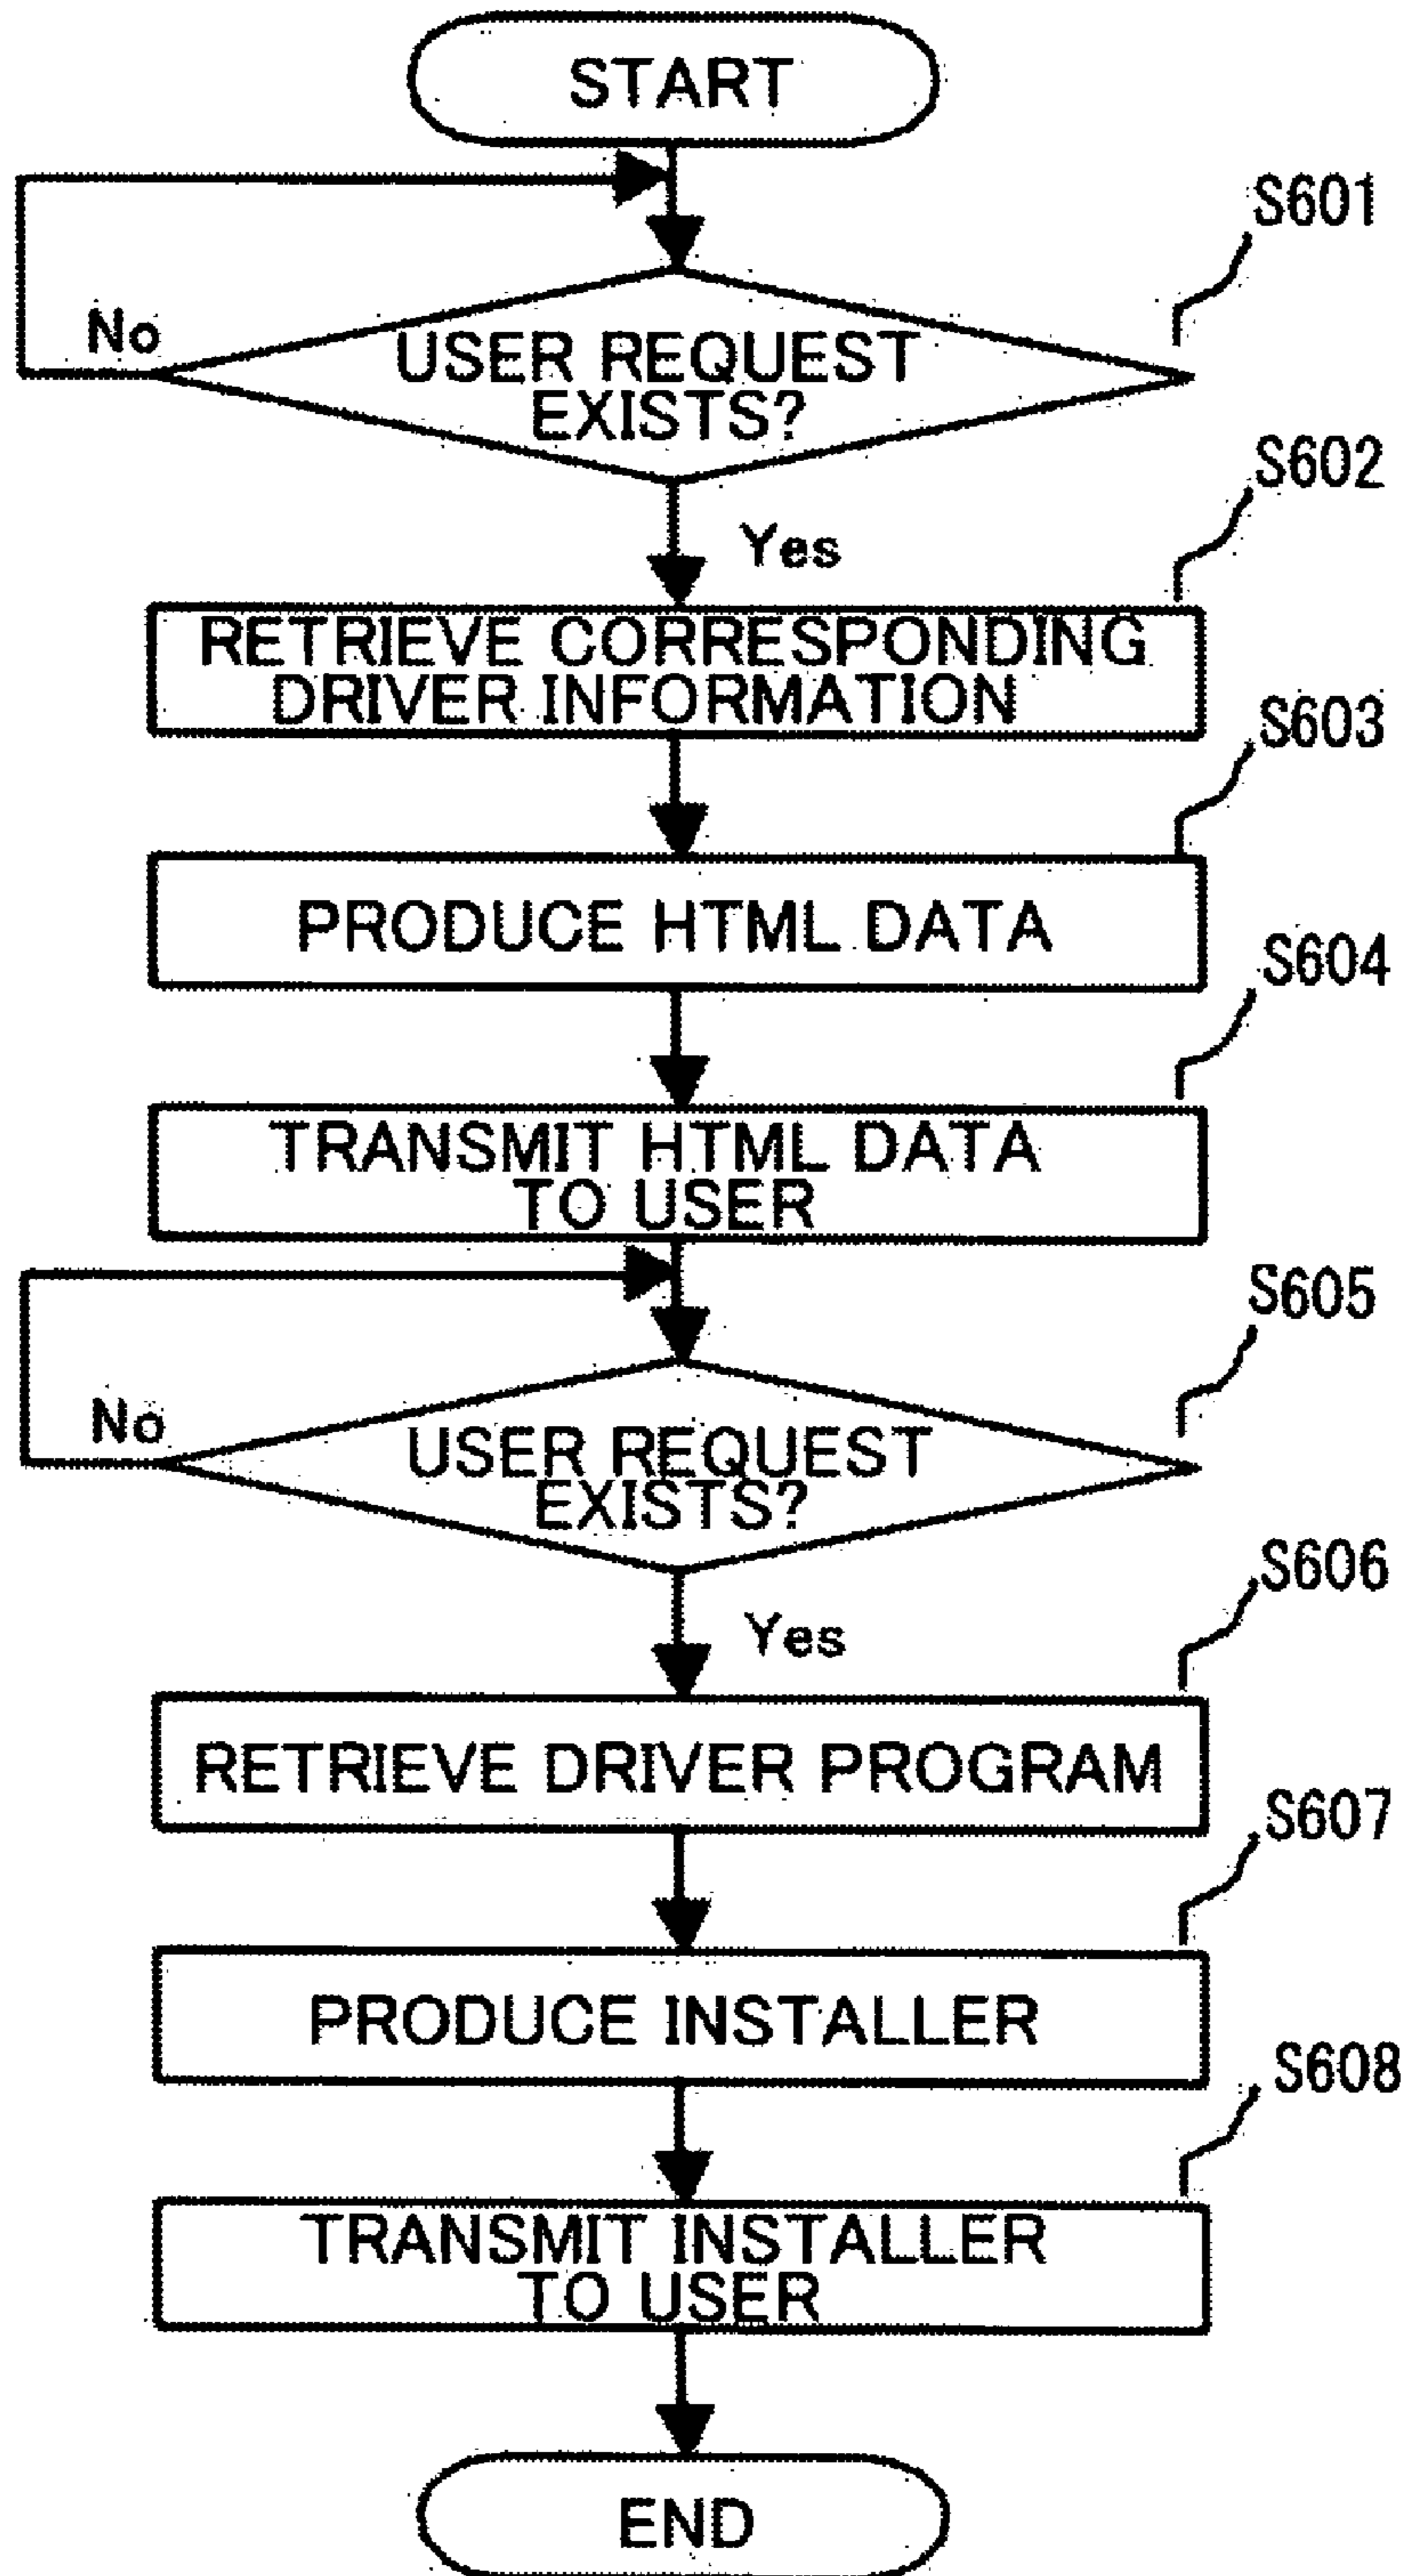 START
S601
No
USER REQUEST
EXISTS?
S602
Yes
RETRIEVE CORRESPONDING
DRIVER INFORMATION
S603
PRODUCE HTML DATA
S604
TRANSMIT HTML DATA
TO USER
S605
No
USER REQUEST
EXISTS?
S606
Yes
RETRIEVE DRIVER PROGRAM
S607
PRODUCE INSTALLER
S608
TRANSMIT INSTALLER
TO USER
END